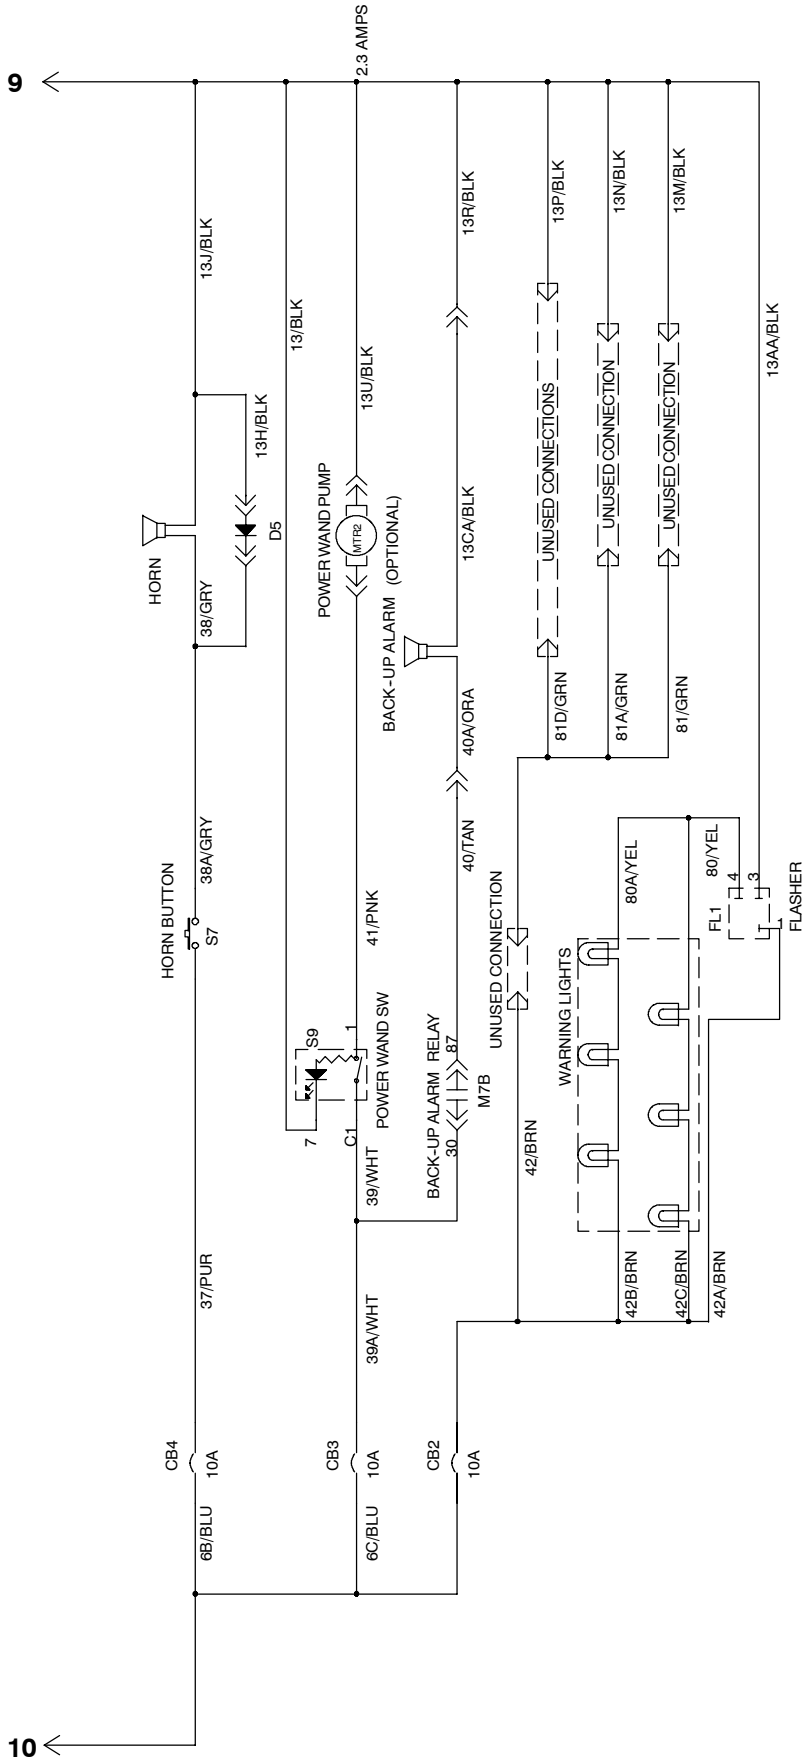 9
10
2.3 AMPS
6B/BLU
CB4
10A
37/PUR
HORN BUTTON
S7
38A/GRY
38/GRY
HORN
D5
13H/BLK
13J/BLK
13/BLK
6C/BLU
CB3
10A
39A/WHT
39/WHT
7
C1
S9
1
POWER WAND SW
41/PNK
POWER WAND PUMP
MTR2
(OPTIONAL)
13U/BLK
CB2
10A
BACK-UP ALARM RELAY
30
87
M7B
40/TAN
40A/ORA
BACK-UP ALARM
13CA/BLK
13R/BLK
42/BRN
UNUSED CONNECTION
81D/GRN
UNUSED CONNECTIONS
13P/BLK
81A/GRN
UNUSED CONNECTION
13N/BLK
81/GRN
UNUSED CONNECTION
13M/BLK
WARNING LIGHTS
42B/BRN
42C/BRN
42A/BRN
80A/YEL
80/YEL
FL1
4
3
1
FLASHER
13AA/BLK